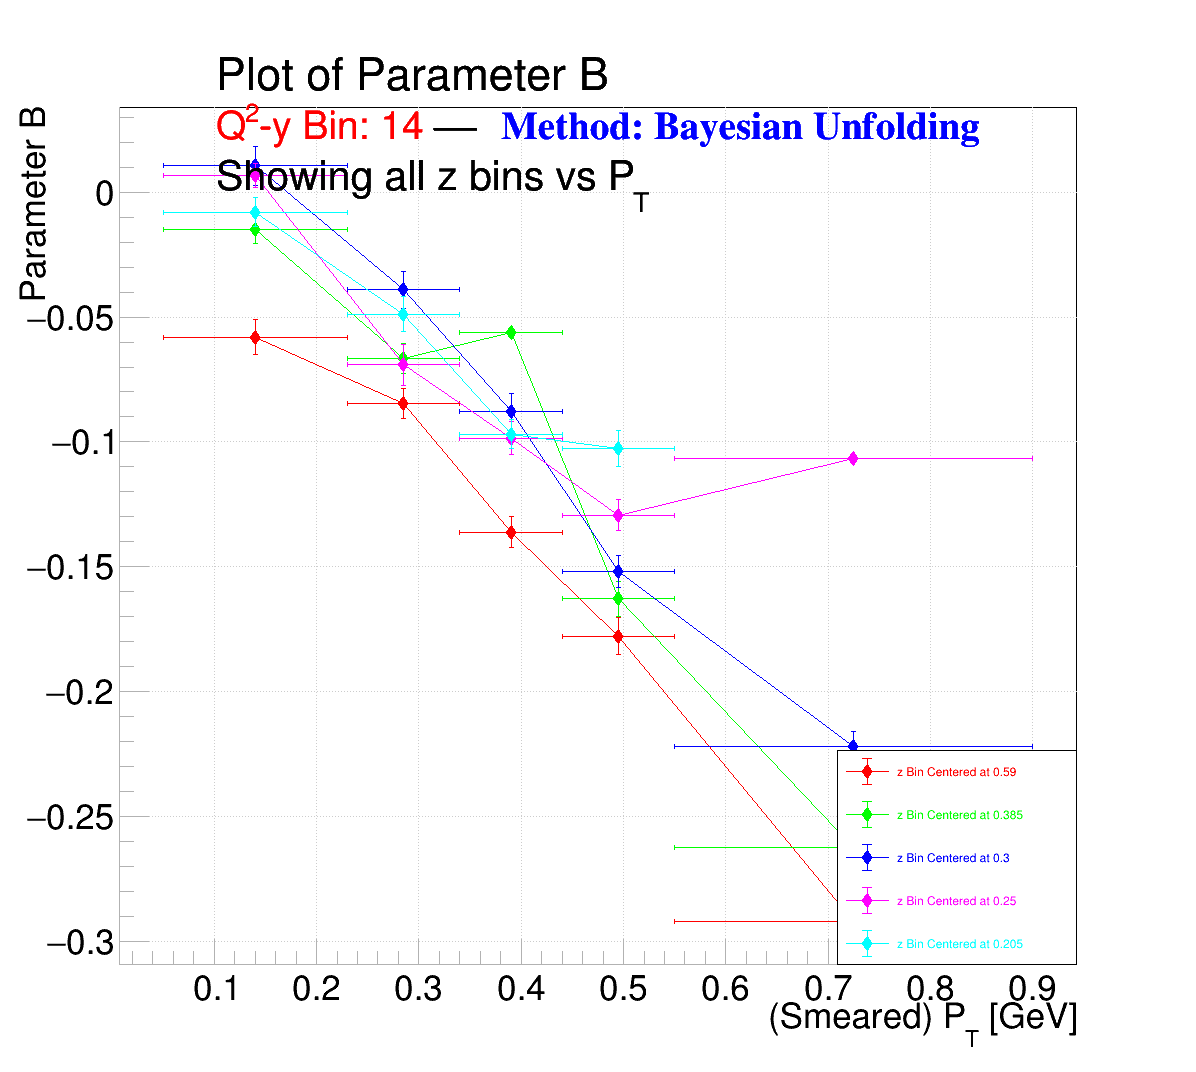 Plot of Parameter B
Q²-y Bin: 14 — Method: Bayesian Unfolding
Showing all z bins vs P_T
Parameter B
0
−0.05
−0.1
−0.15
−0.2
−0.25
−0.3
z Bin Centered at 0.59
z Bin Centered at 0.385
z Bin Centered at 0.3
z Bin Centered at 0.25
z Bin Centered at 0.205
0.1 0.2 0.3 0.4 0.5 0.6 0.7 0.8 0.9
(Smeared) P_T [GeV]